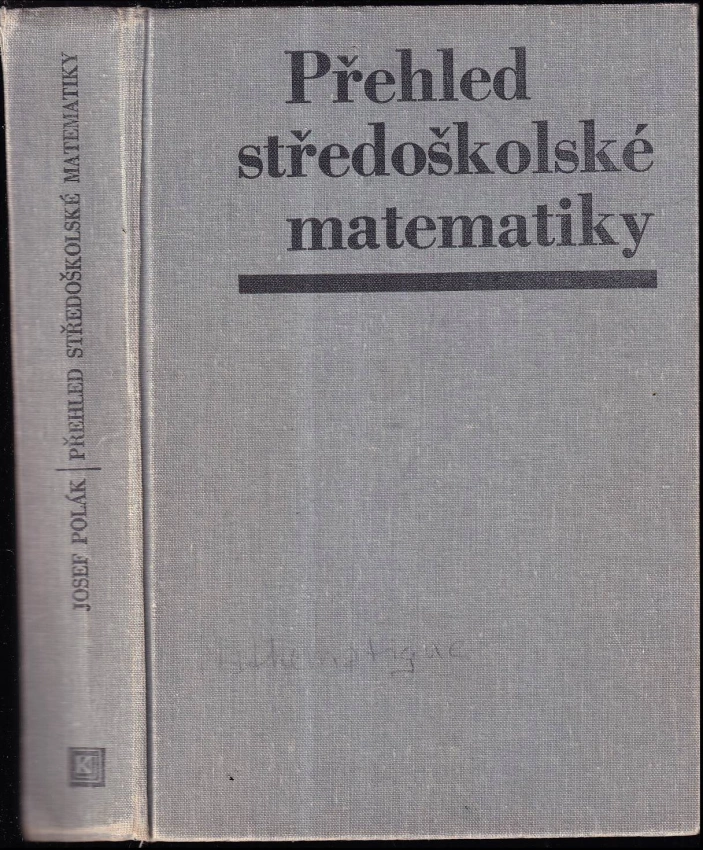 Přehled
středoškolské
matematiky
JOSEF POLÁK | PŘEHLED STŘEDOŠKOLSKÉ MATEMATIKY